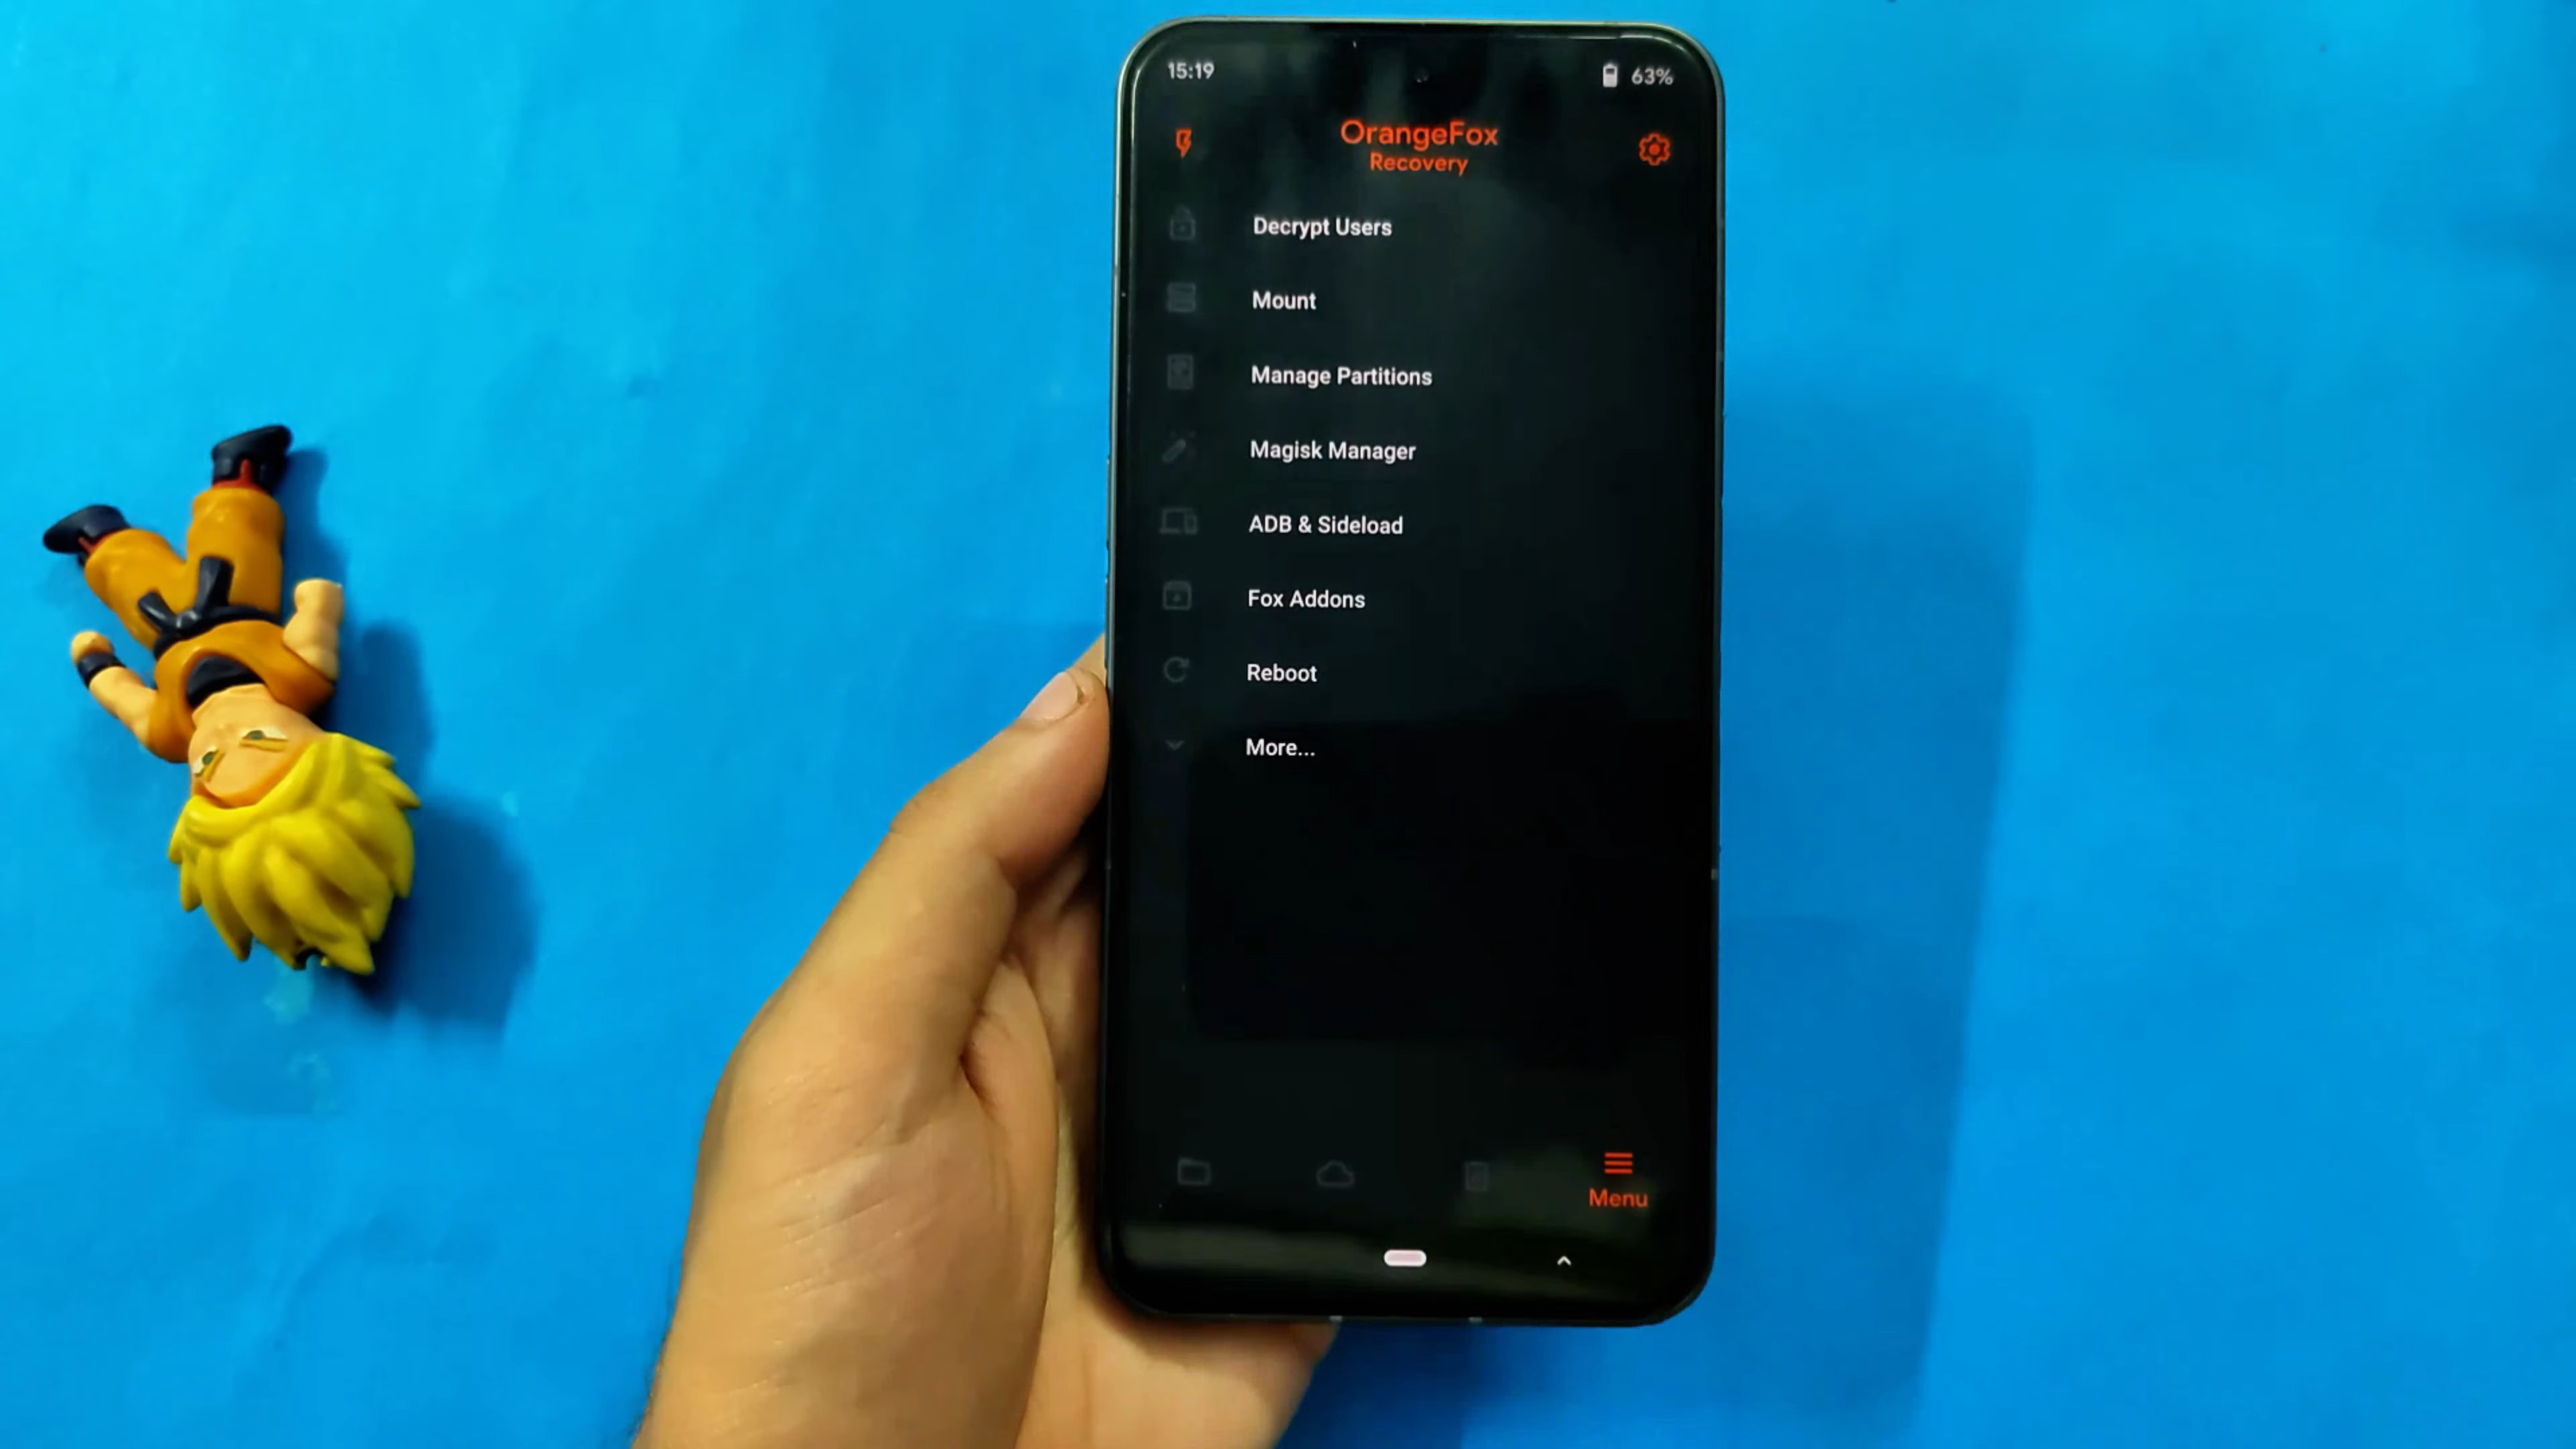 15:19
63%
OrangeFox
Recovery
Decrypt Users
Mount
Manage Partitions
Magisk Manager
ADB & Sideload
Fox Addons
Reboot
More...
Menu